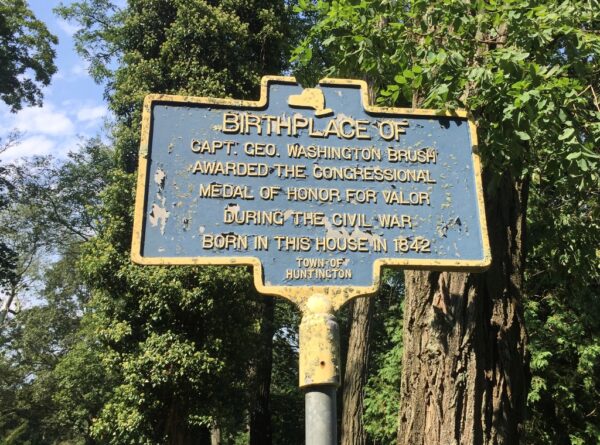 BIRTHPLACE OF
CAPT. GEO. WASHINGTON BRUSH
AWARDED THE CONGRESSIONAL
MEDAL OF HONOR FOR VALOR
DURING THE CIVIL WAR
BORN IN THIS HOUSE IN 1842
TOWN OF
HUNTINGTON